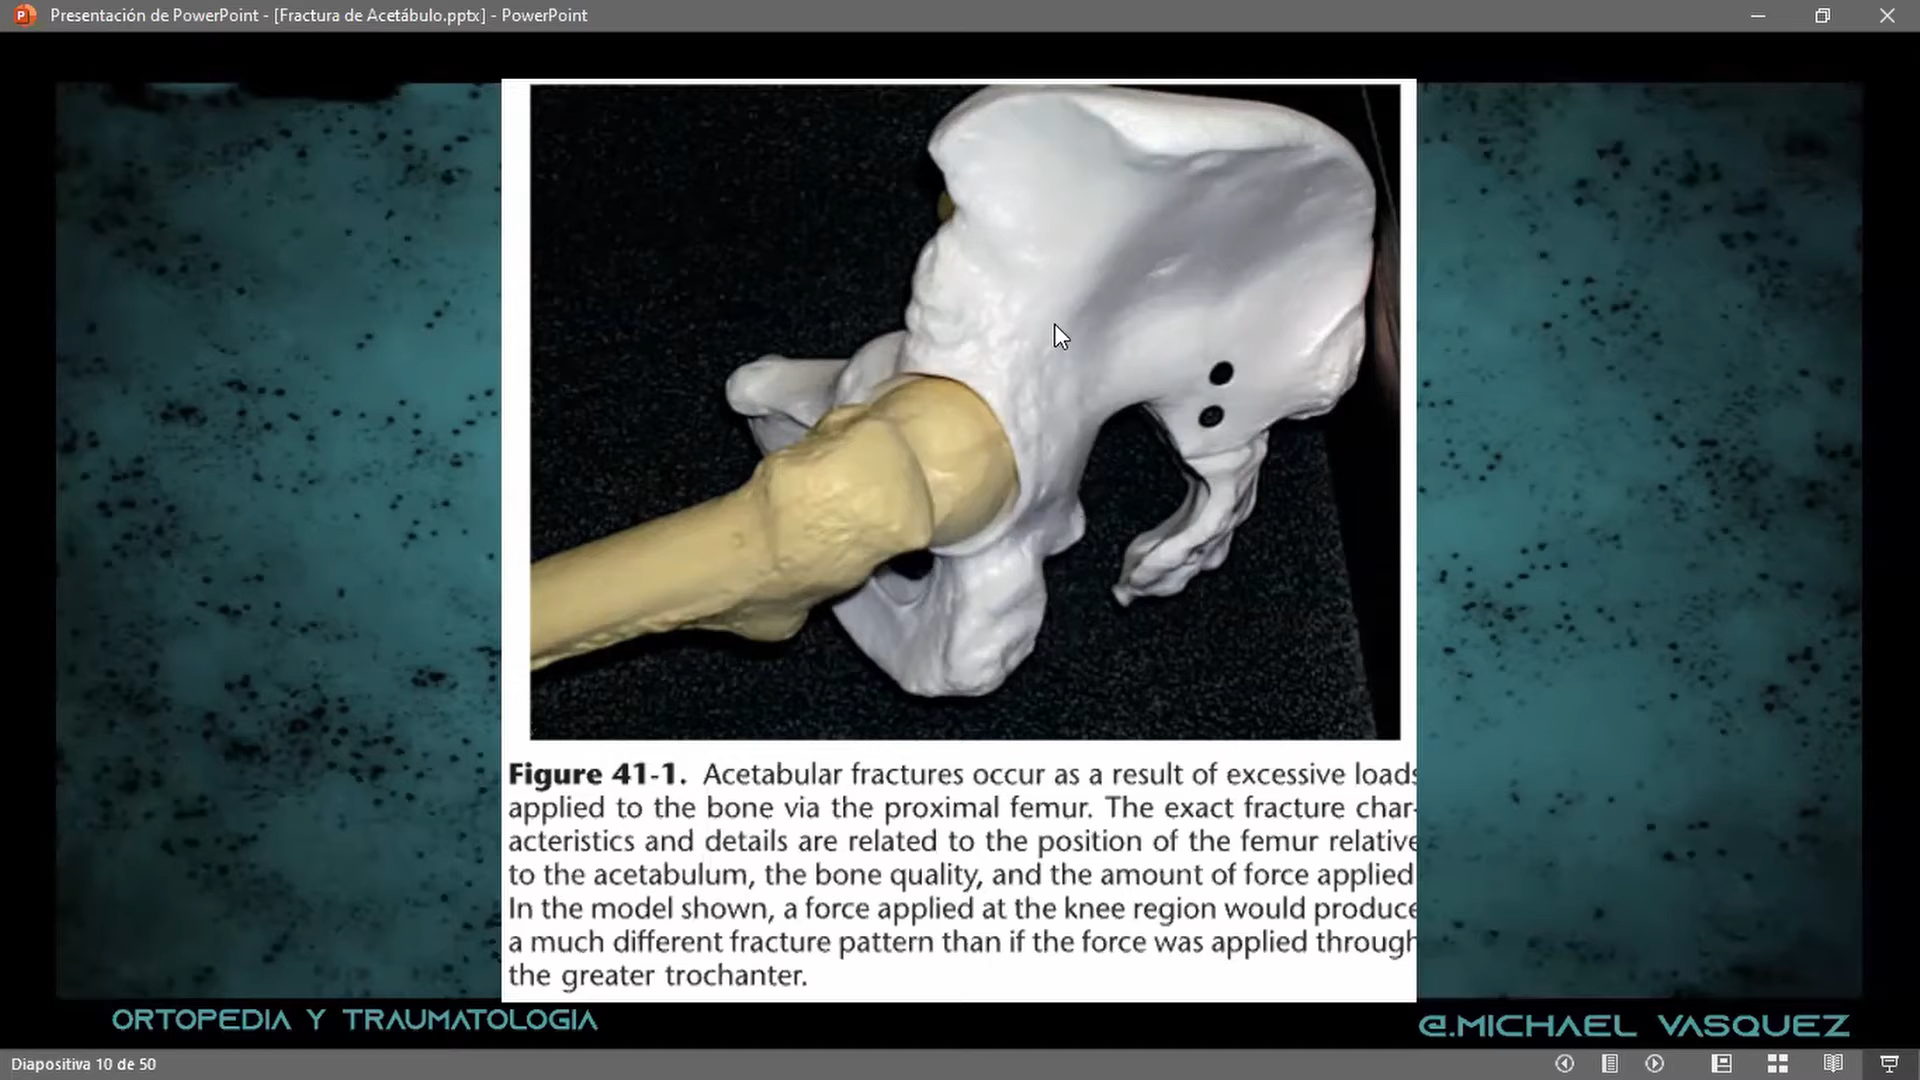 Presentación de PowerPoint - [Fractura de Acetábulo.pptx] - PowerPoint
Figure 41-1. Acetabular fractures occur as a result of excessive loads
applied to the bone via the proximal femur. The exact fracture char-
acteristics and details are related to the position of the femur relative
to the acetabulum, the bone quality, and the amount of force applied
In the model shown, a force applied at the knee region would produce
a much different fracture pattern than if the force was applied through
the greater trochanter.
ORTOPEDIA Y TRAUMATOLOGIA
@.MICHAEL VASQUEZ
Diapositiva 10 de 50